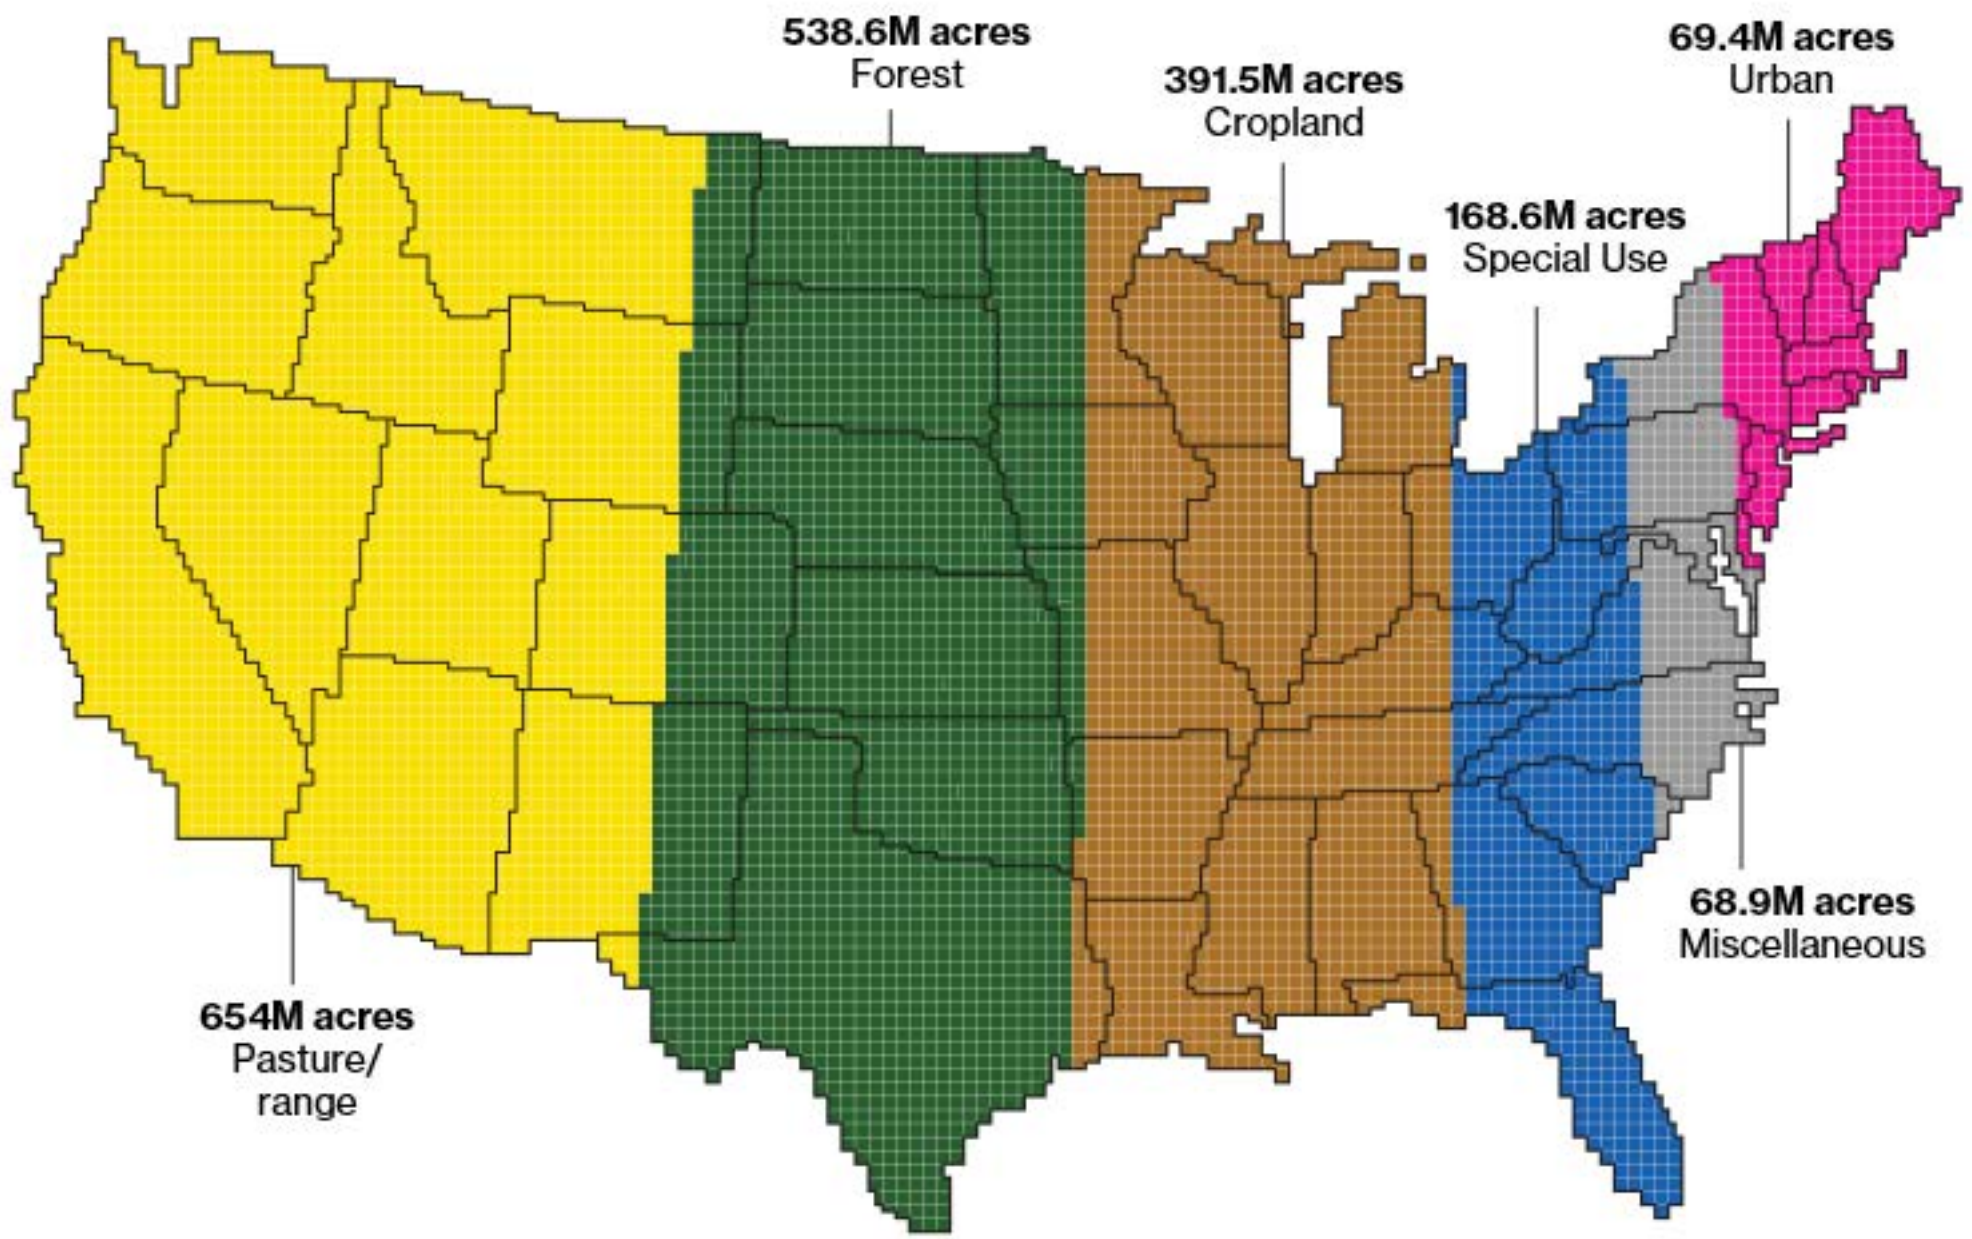 538.6M acres
Forest
391.5M acres
Cropland
69.4M acres
Urban
168.6M acres
Special Use
68.9M acres
Miscellaneous
654M acres
Pasture/
range